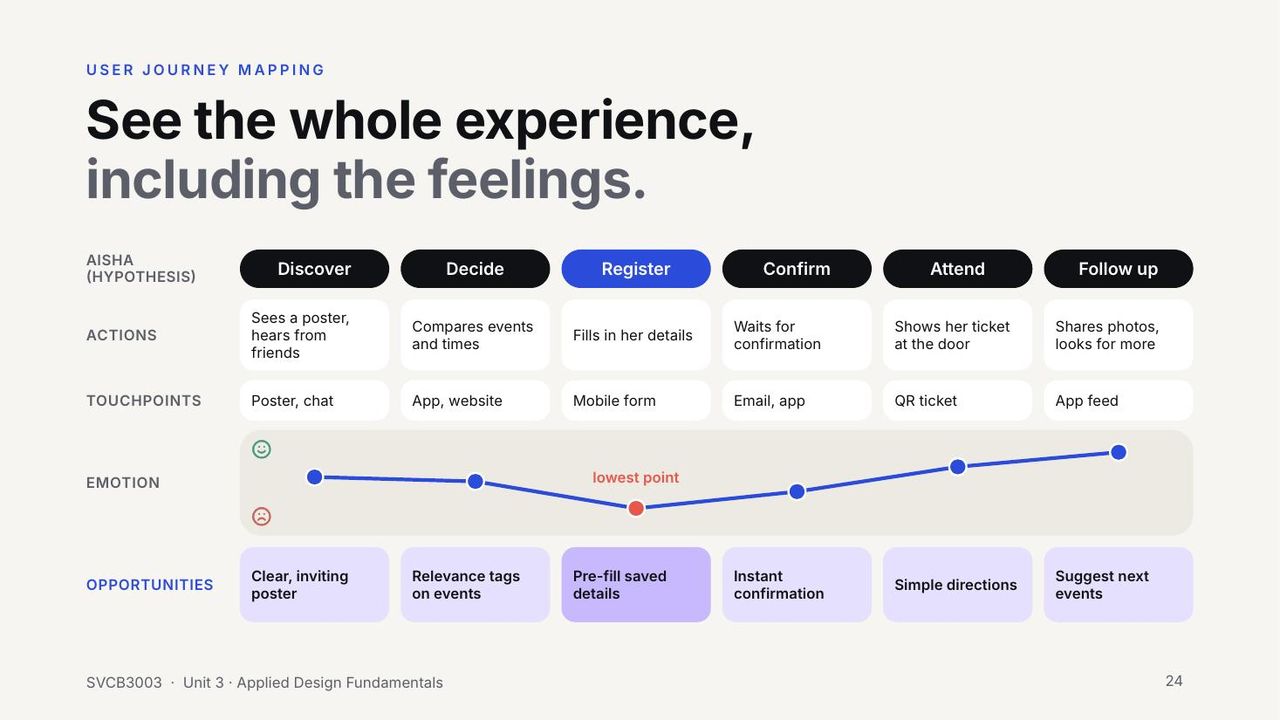 USER JOURNEY MAPPING
See the whole experience,
including the feelings.
AISHA
(HYPOTHESIS)
Discover
Decide
Register
Confirm
Attend
Follow up
ACTIONS
Sees a poster,
hears from
friends
Compares events
and times
Fills in her details
Waits for
confirmation
Shows her ticket
at the door
Shares photos,
looks for more
TOUCHPOINTS
Poster, chat
App, website
Mobile form
Email, app
QR ticket
App feed
EMOTION
lowest point
OPPORTUNITIES
Clear, inviting
poster
Relevance tags
on events
Pre-fill saved
details
Instant
confirmation
Simple directions
Suggest next
events
SVCB3003 · Unit 3 · Applied Design Fundamentals
24